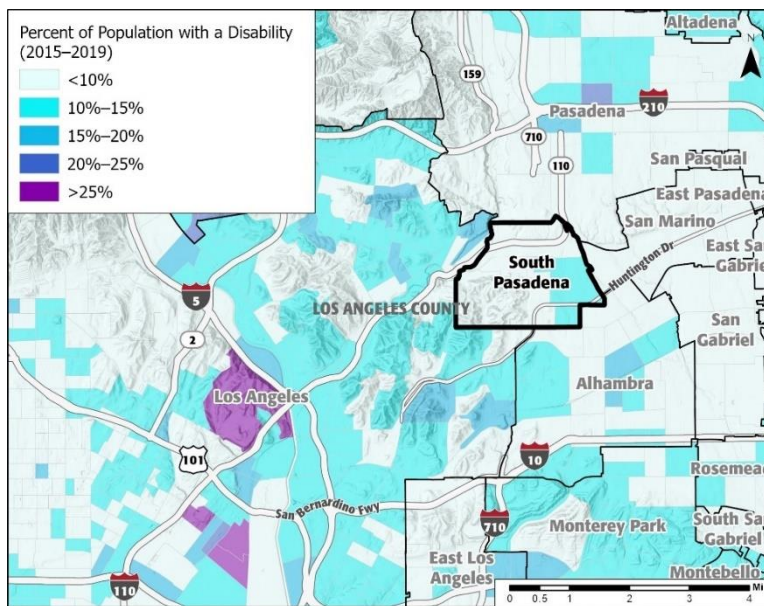 Percent of Population with a Disability
(2015–2019)
<10%
10%–15%
15%–20%
20%–25%
>25%
Altadena
N
159
Pasadena
210
710
110
San Pasqual
East Pasadena
San Marino
East San
Gabriel
Huntington Dr
South
Pasadena
5
LOS ANGELES COUNTY
2
San
Gabriel
Alhambra
Los Angeles
101
10
Rosemead
San Bernardino Fwy
710
Monterey Park
South San
Gabriel
East Los
Angeles
Montebello
110
0 0.5 1 2 3 4 Mi